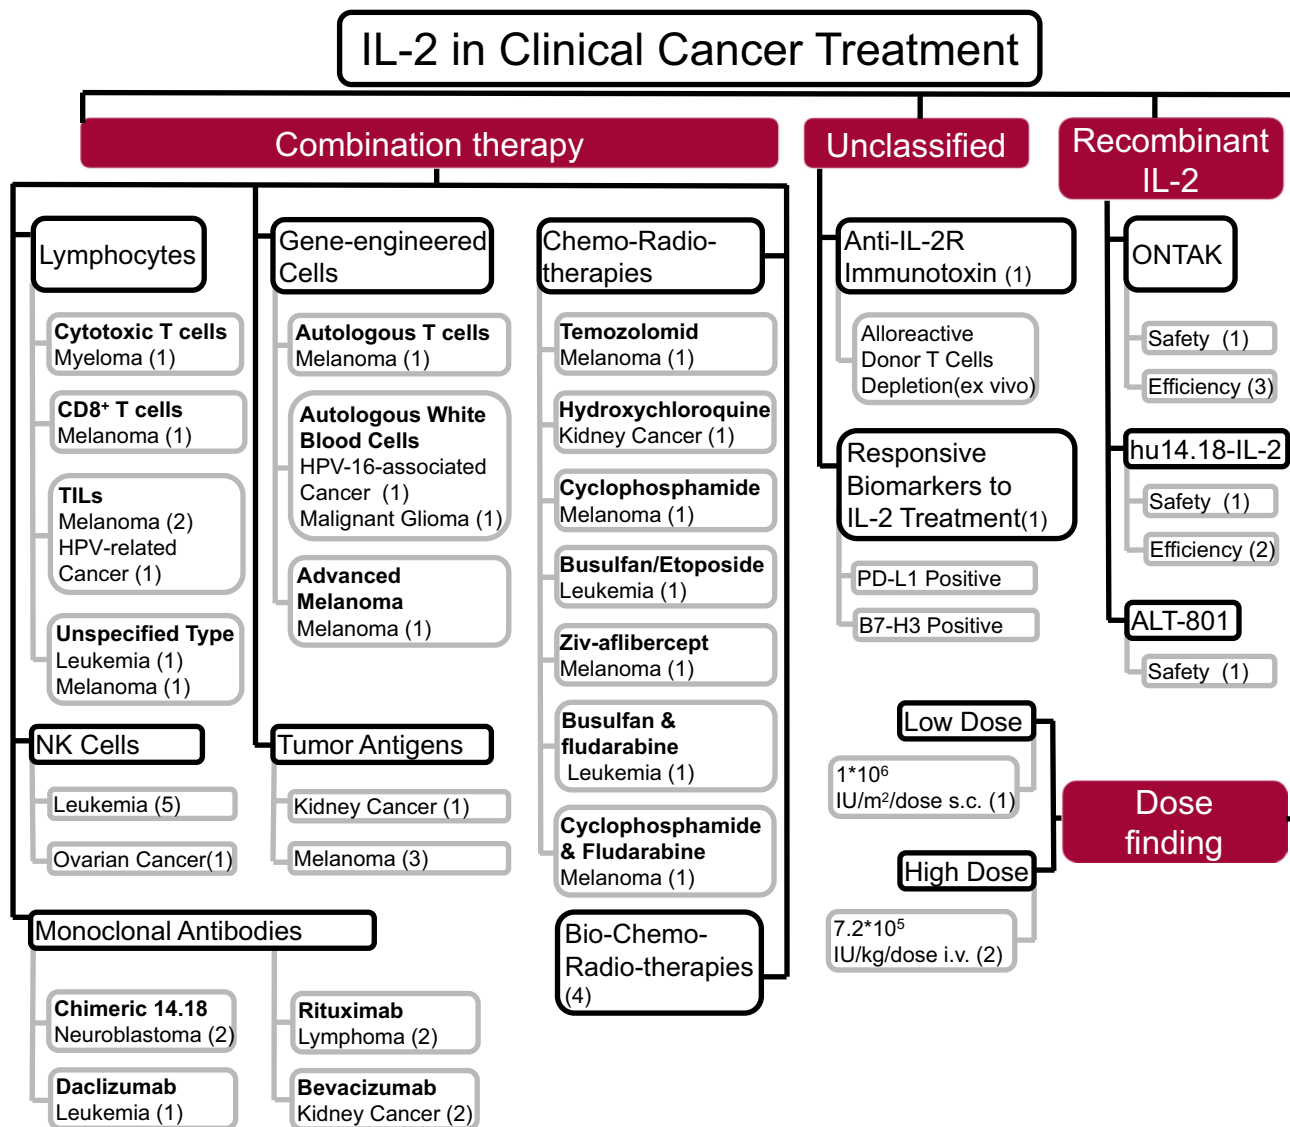 IL-2 in Clinical Cancer Treatment
Combination therapy
Lymphocytes
Cytotoxic T cells
Myeloma (1)
CD8⁺ T cells
Melanoma (1)
TILs
Melanoma (2)
HPV-related
Cancer (1)
Unspecified Type
Leukemia (1)
Melanoma (1)
NK Cells
Leukemia (5)
Ovarian Cancer(1)
Monoclonal Antibodies
Chimeric 14.18
Neuroblastoma (2)
Daclizumab
Leukemia (1)
Rituximab
Lymphoma (2)
Bevacizumab
Kidney Cancer (2)
Gene-engineered
Cells
Autologous T cells
Melanoma (1)
Autologous White
Blood Cells
HPV-16-associated
Cancer (1)
Malignant Glioma (1)
Advanced
Melanoma
Melanoma (1)
Tumor Antigens
Kidney Cancer (1)
Melanoma (3)
Chemo-Radio-
therapies
Temozolomid
Melanoma (1)
Hydroxychloroquine
Kidney Cancer (1)
Cyclophosphamide
Melanoma (1)
Busulfan/Etoposide
Leukemia (1)
Ziv-aflibercept
Melanoma (1)
Busulfan &
fludarabine
Leukemia (1)
Cyclophosphamide
& Fludarabine
Melanoma (1)
Bio-Chemo-
Radio-therapies
(4)
Unclassified
Anti-IL-2R
Immunotoxin (1)
Alloreactive
Donor T Cells
Depletion(ex vivo)
Responsive
Biomarkers to
IL-2 Treatment(1)
PD-L1 Positive
B7-H3 Positive
Recombinant
IL-2
ONTAK
Safety (1)
Efficiency (3)
hu14.18-IL-2
Safety (1)
Efficiency (2)
ALT-801
Safety (1)
Dose
finding
Low Dose
1*10⁶
IU/m²/dose s.c. (1)
High Dose
7.2*10⁵
IU/kg/dose i.v. (2)